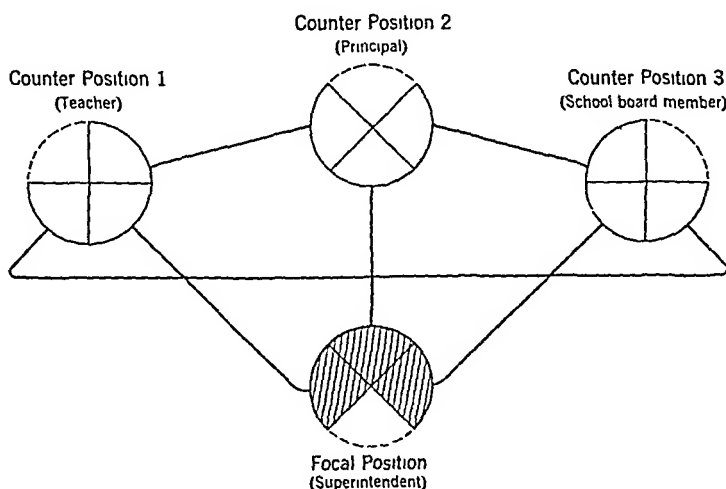 Counter Position 2
(Principal)
Counter Position 1
(Teacher)
Counter Position 3
(School board member)
Focal Position
(Superintendent)